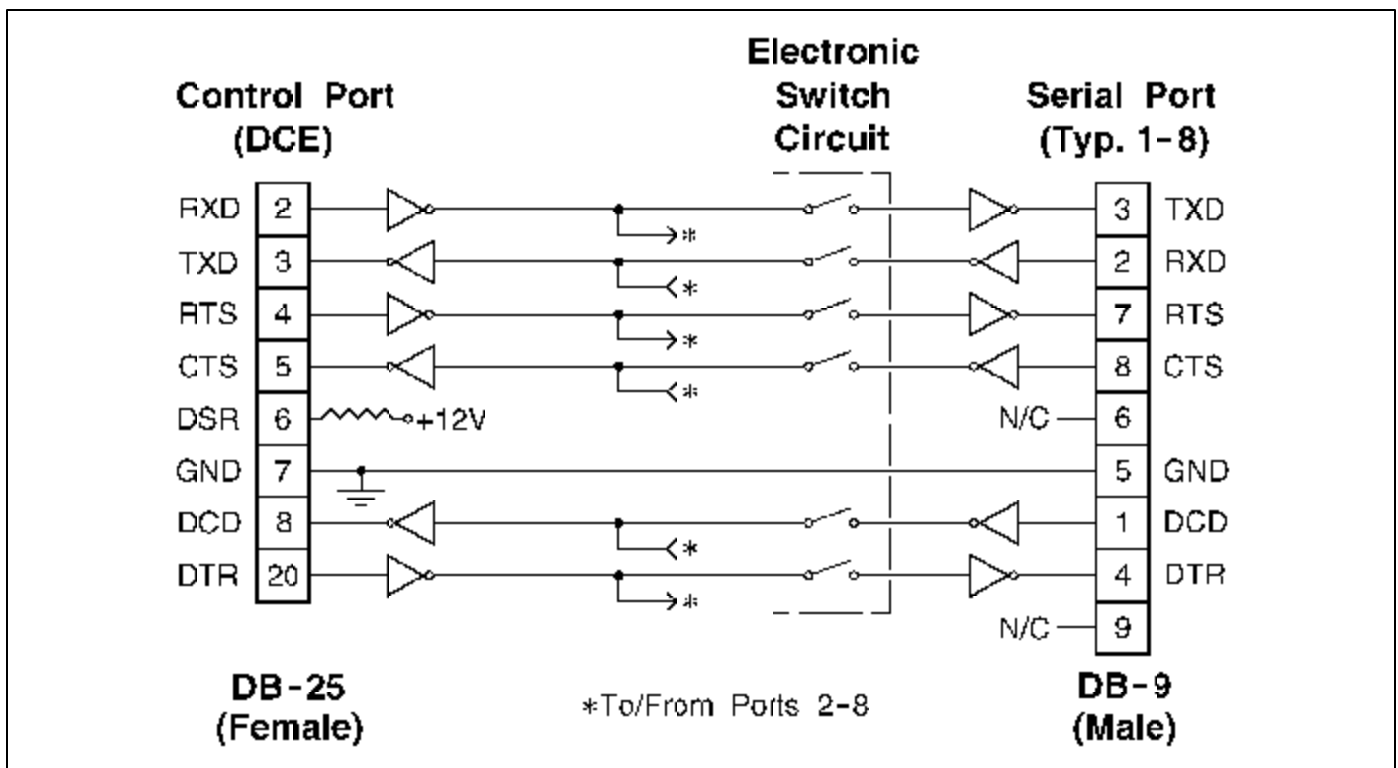 Electronic
Switch
Circuit
Control Port
(DCE)
Serial Port
(Typ. 1-8)
RXD 2 3 TXD
*
TXD 3 2 RXD
*
RTS 4 7 RTS
*
CTS 5 8 CTS
*
DSR 6 +12V N/C 6
GND 7 5 GND
DCD 8 1 DCD
*
DTR 20 4 DTR
*
N/C 9
DB-25
(Female)
*To/From Ports 2-8
DB-9
(Male)